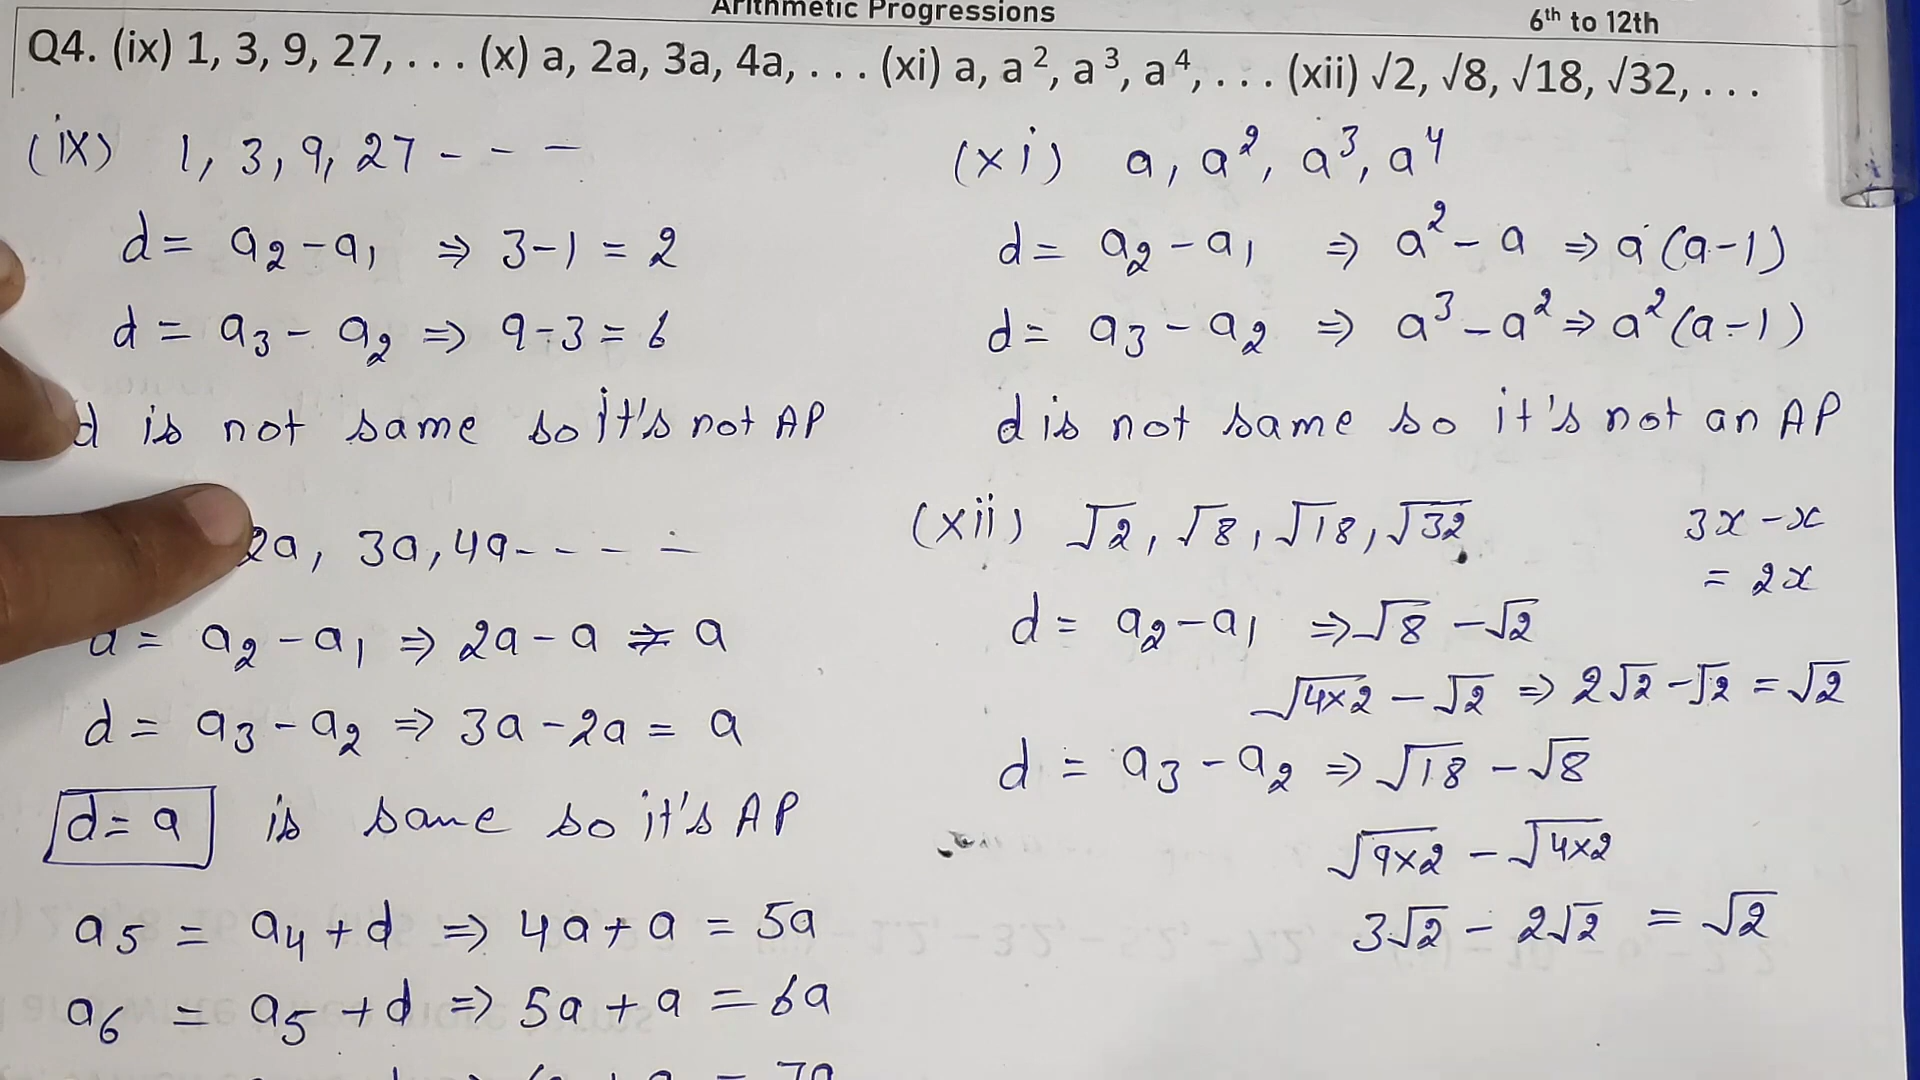 Arithmetic Progressions
6th to 12th
Q4. (ix) 1, 3, 9, 27, . . . (x) a, 2a, 3a, 4a, . . . (xi) a, a², a³, a⁴, . . . (xii) √2, √8, √18, √32, . . .
(ix) 1, 3, 9, 27 - - -
d = a₂ - a₁ ⇒ 3-1 = 2
d = a₃ - a₂ ⇒ 9-3 = 6
d is not same so it's not AP
2a, 3a, 4a - - - -
d = a₂ - a₁ ⇒ 2a - a ⇒ a
d = a₃ - a₂ ⇒ 3a - 2a = a
d = a is same so it's AP
a₅ = a₄ + d ⇒ 4a + a = 5a
a₆ = a₅ + d ⇒ 5a + a = 6a
= 7a
(xi) a, a², a³, a⁴
d = a₂ - a₁ ⇒ a² - a ⇒ a(a-1)
d = a₃ - a₂ ⇒ a³ - a² ⇒ a²(a-1)
d is not same so it's not an AP
(xii) √2, √8, √18, √32
3x - x
= 2x
d = a₂ - a₁ ⇒ √8 - √2
√4×2 - √2 ⇒ 2√2 - √2 = √2
d = a₃ - a₂ ⇒ √18 - √8
√9×2 - √4×2
3√2 - 2√2 = √2